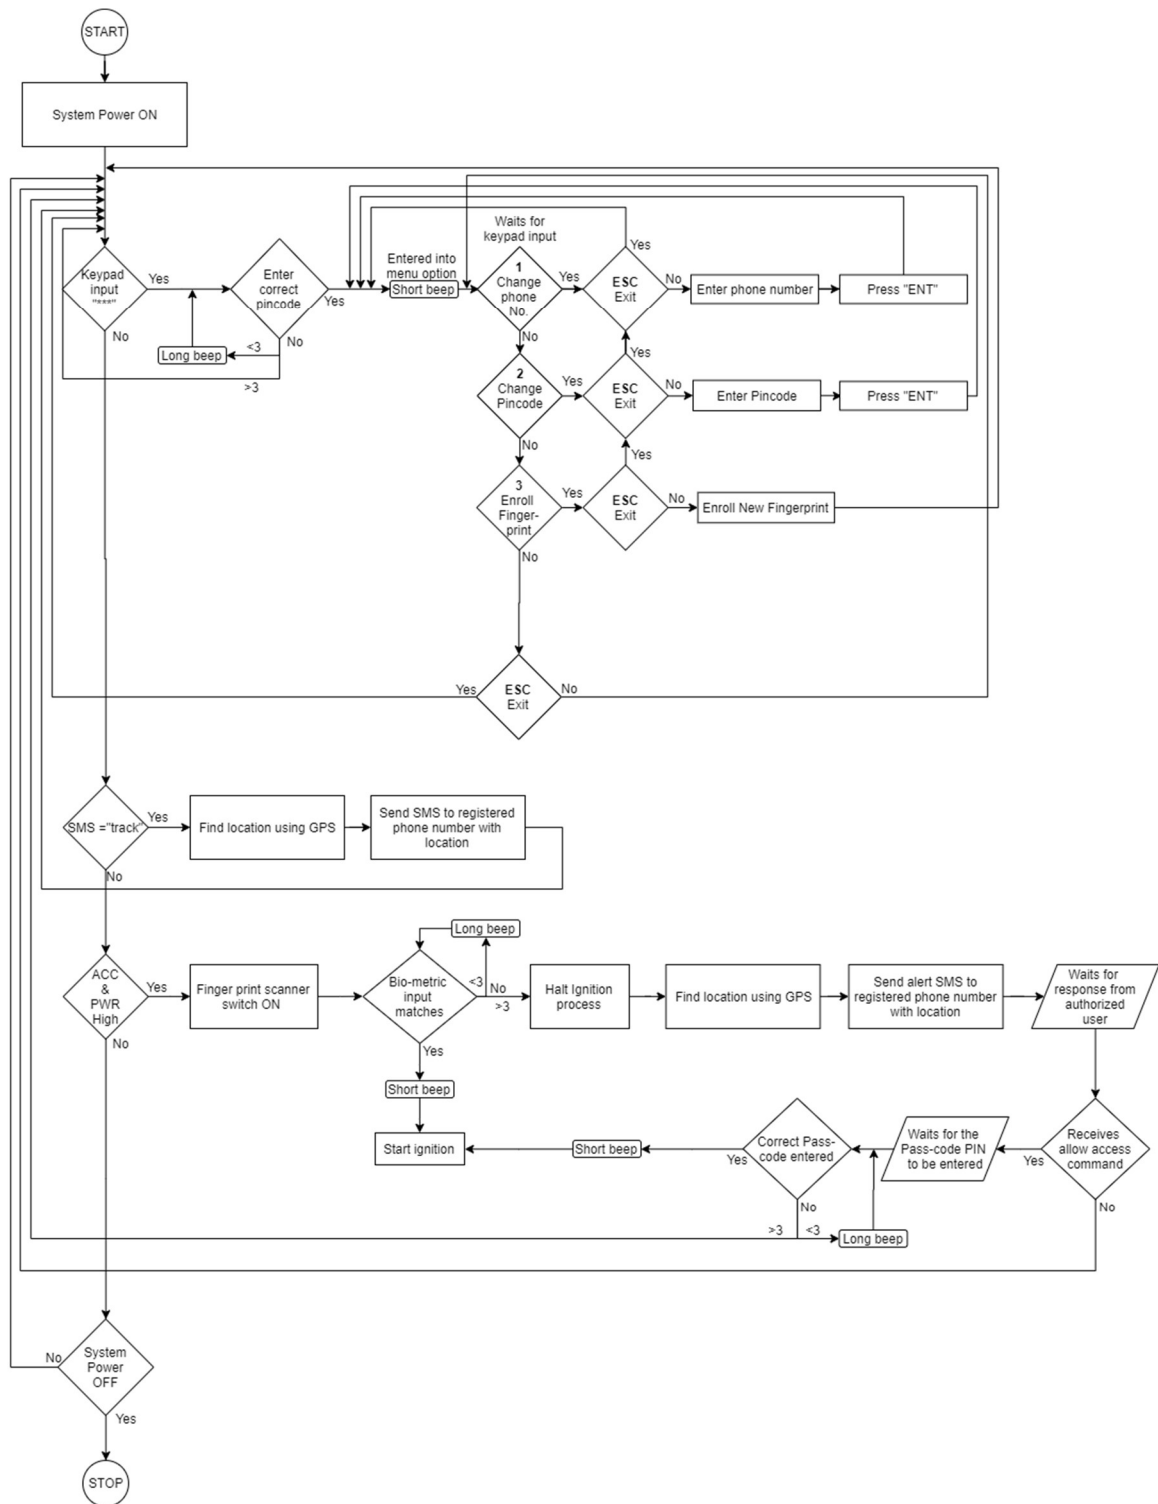 START
System Power ON
Waits for
keypad input
Entered into
menu option
Keypad
input
"***"
Yes
No
Enter
correct
pincode
Yes
No
<3
>3
Long beep
Short beep
1
Change
phone
No.
Yes
No
Yes
ESC
Exit
No
Enter phone number
Press "ENT"
2
Change
Pincode
Yes
No
Yes
ESC
Exit
No
Enter Pincode
Press "ENT"
3
Enroll
Finger-
print
Yes
No
Yes
ESC
Exit
No
Enroll New Fingerprint
Yes
ESC
Exit
No
SMS ="track"
Yes
No
Find location using GPS
Send SMS to registered
phone number with
location
ACC
&
PWR
High
Yes
No
Finger print scanner
switch ON
Long beep
Bio-metric
input
matches
<3
No
>3
Yes
Halt Ignition
process
Find location using GPS
Send alert SMS to
registered phone number
with location
Waits for
response from
authorized
user
Short beep
Start ignition
Short beep
Correct Pass-
code entered
Yes
No
>3
<3
Long beep
Waits for the
Pass-code PIN
to be entered
Yes
Receives
allow access
command
No
No
System
Power
OFF
Yes
STOP